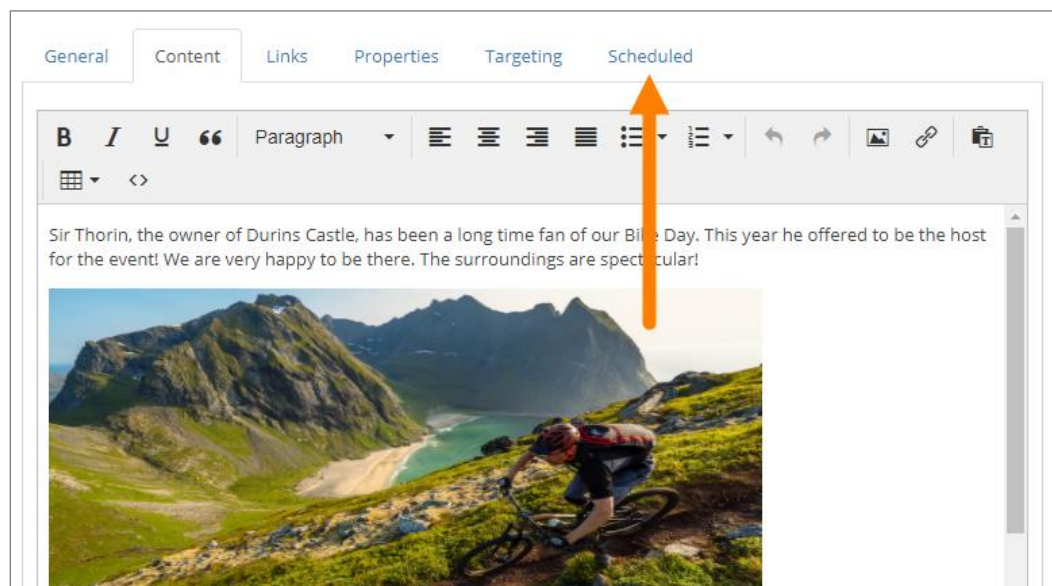 General Content Links Properties Targeting Scheduled
B I U Paragraph
Sir Thorin, the owner of Durins Castle, has been a long time fan of our Bike Day. This year he offered to be the host
for the event! We are very happy to be there. The surroundings are spectacular!